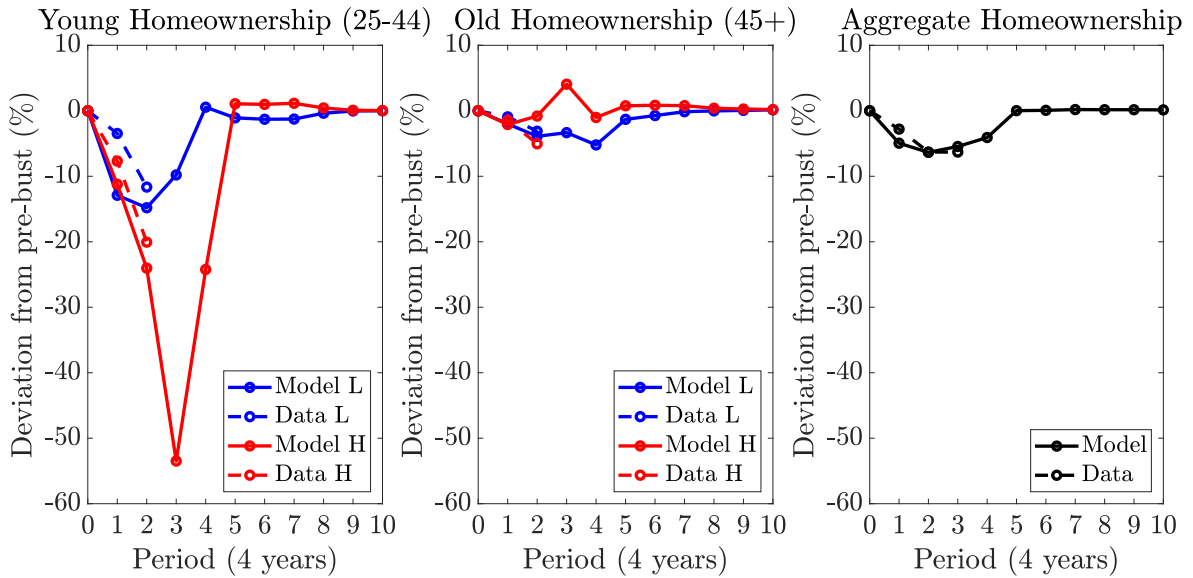 Young Homeownership (25-44)
Deviation from pre-bust (%)
10
0
-10
-20
-30
-40
-50
-60
0 1 2 3 4 5 6 7 8 9 10
Period (4 years)
Model L
Data L
Model H
Data H
Old Homeownership (45+)
Deviation from pre-bust (%)
10
0
-10
-20
-30
-40
-50
-60
0 1 2 3 4 5 6 7 8 9 10
Period (4 years)
Model L
Data L
Model H
Data H
Aggregate Homeownership
Deviation from pre-bust (%)
10
0
-10
-20
-30
-40
-50
-60
0 1 2 3 4 5 6 7 8 9 10
Period (4 years)
Model
Data